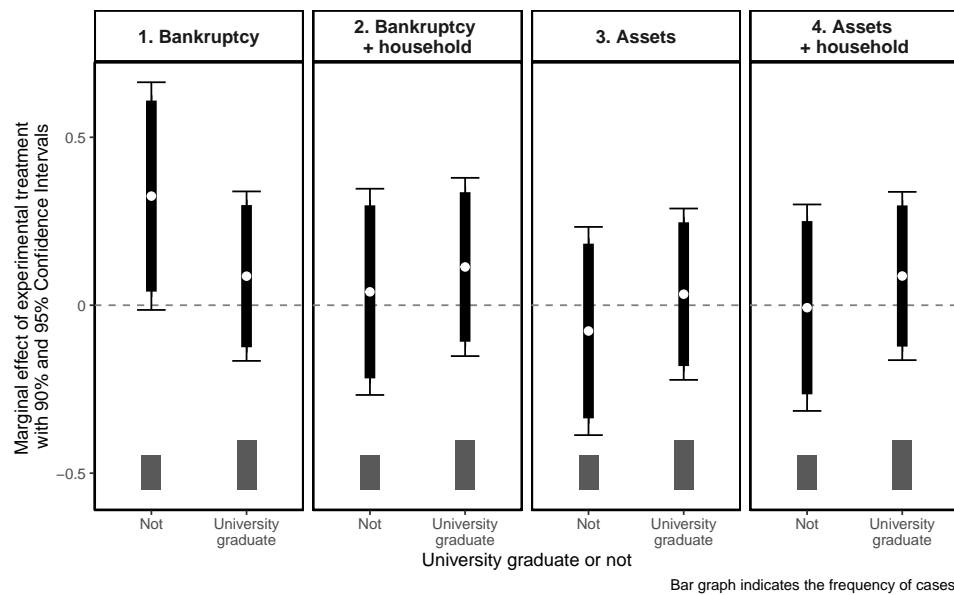 1. Bankruptcy
2. Bankruptcy
+ household
3. Assets
4. Assets
+ household
Marginal effect of experimental treatment
with 90% and 95% Confidence Intervals
0.5
0
−0.5
Not
University
graduate
Not
University
graduate
Not
University
graduate
Not
University
graduate
University graduate or not
Bar graph indicates the frequency of cases